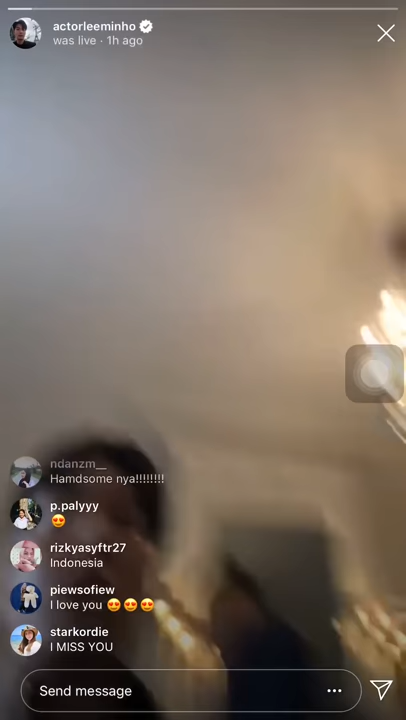 actorleeminho
was live · 1h ago
ndanzm__
Hamdsome nya!!!!!!!!
p.palyyy
😍
rizkyasyftr27
Indonesia
piewsofiew
I love you 😍😍😍
starkordie
I MISS YOU
Send message